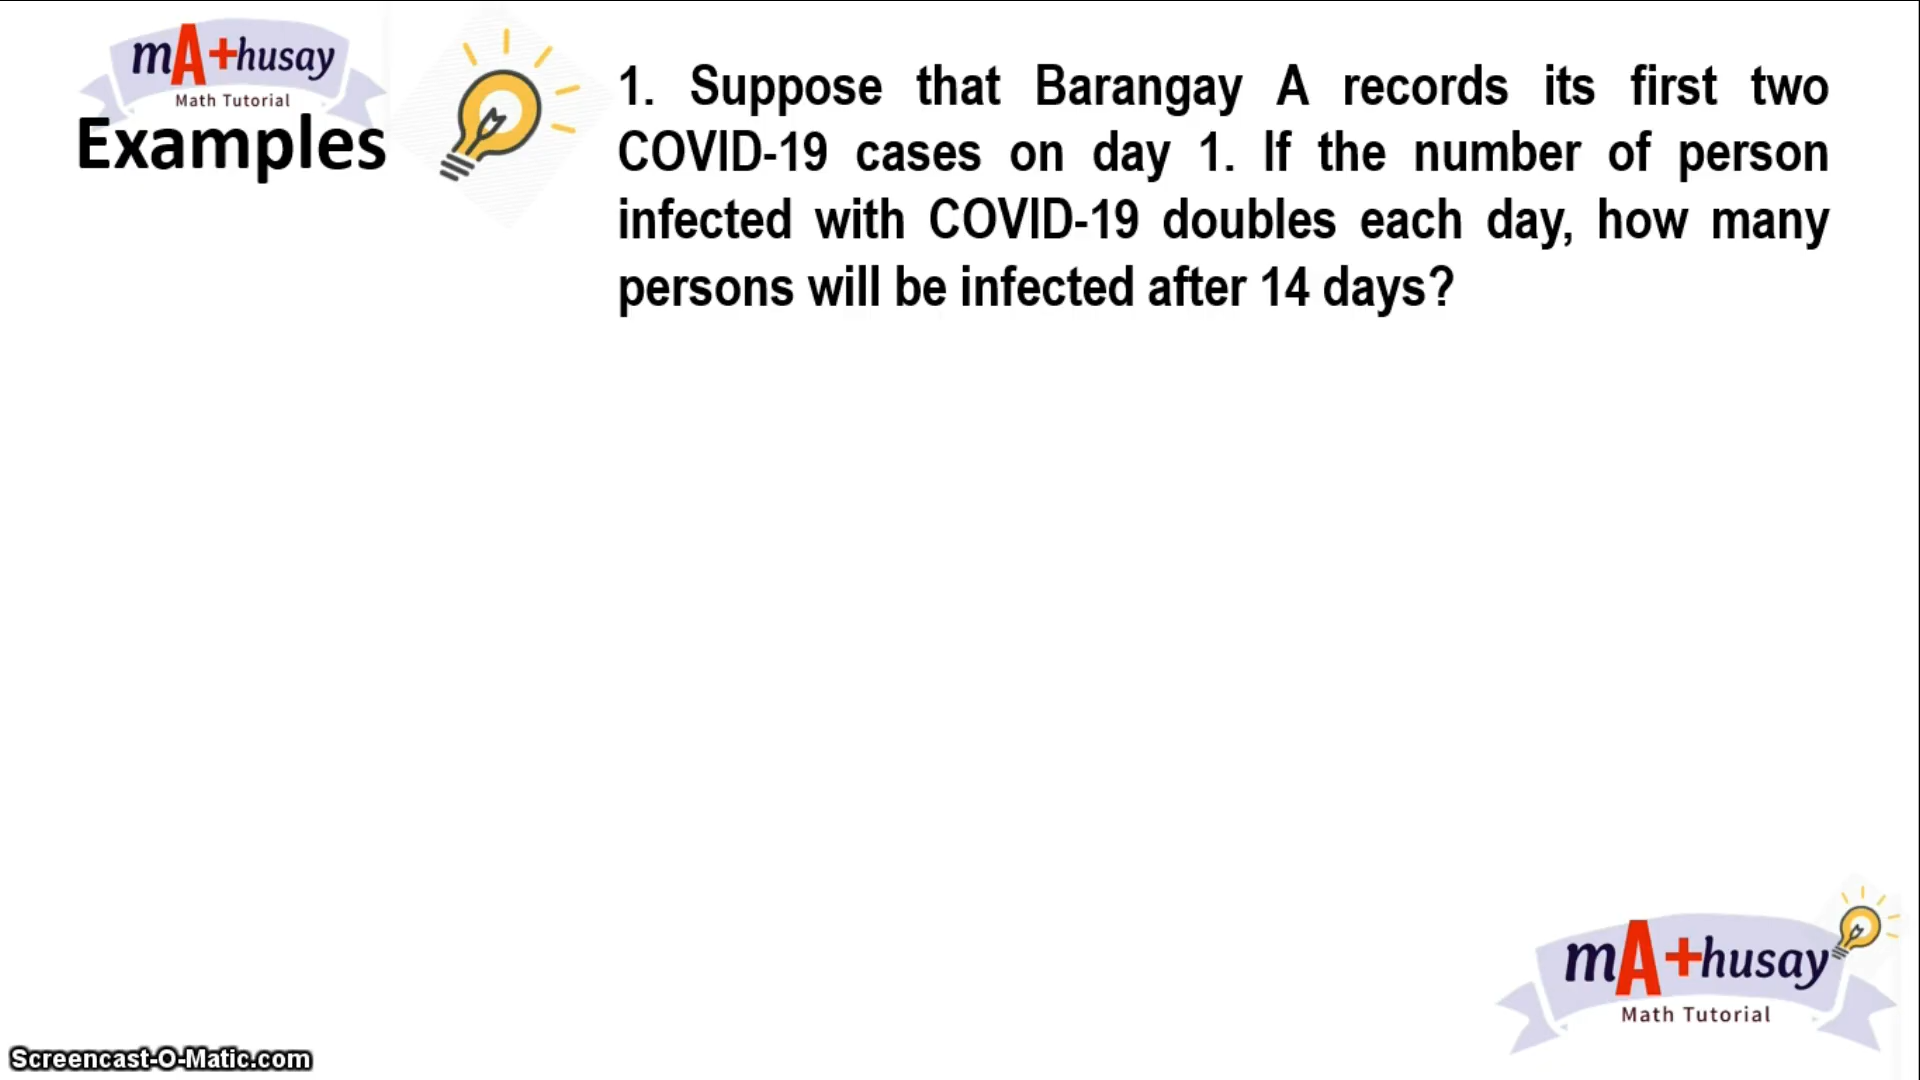 mA+husay
Math Tutorial
Examples
1. Suppose that Barangay A records its first two
COVID-19 cases on day 1. If the number of person
infected with COVID-19 doubles each day, how many
persons will be infected after 14 days?
mA+husay
Math Tutorial
Screencast-O-Matic.com